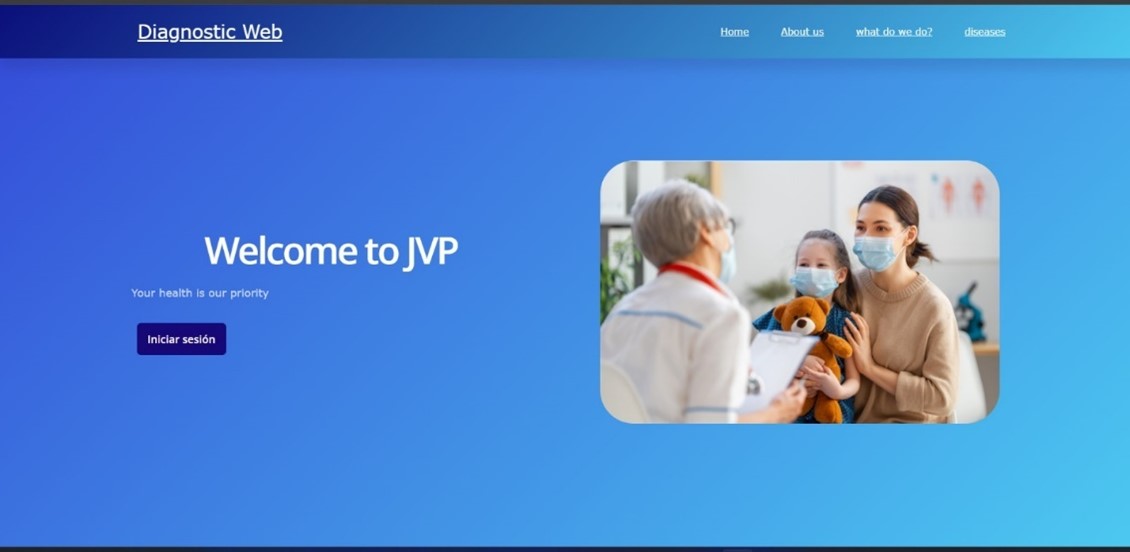 Diagnostic Web
Home About us what do we do? diseases
Welcome to JVP
Your health is our priority
Iniciar sesión